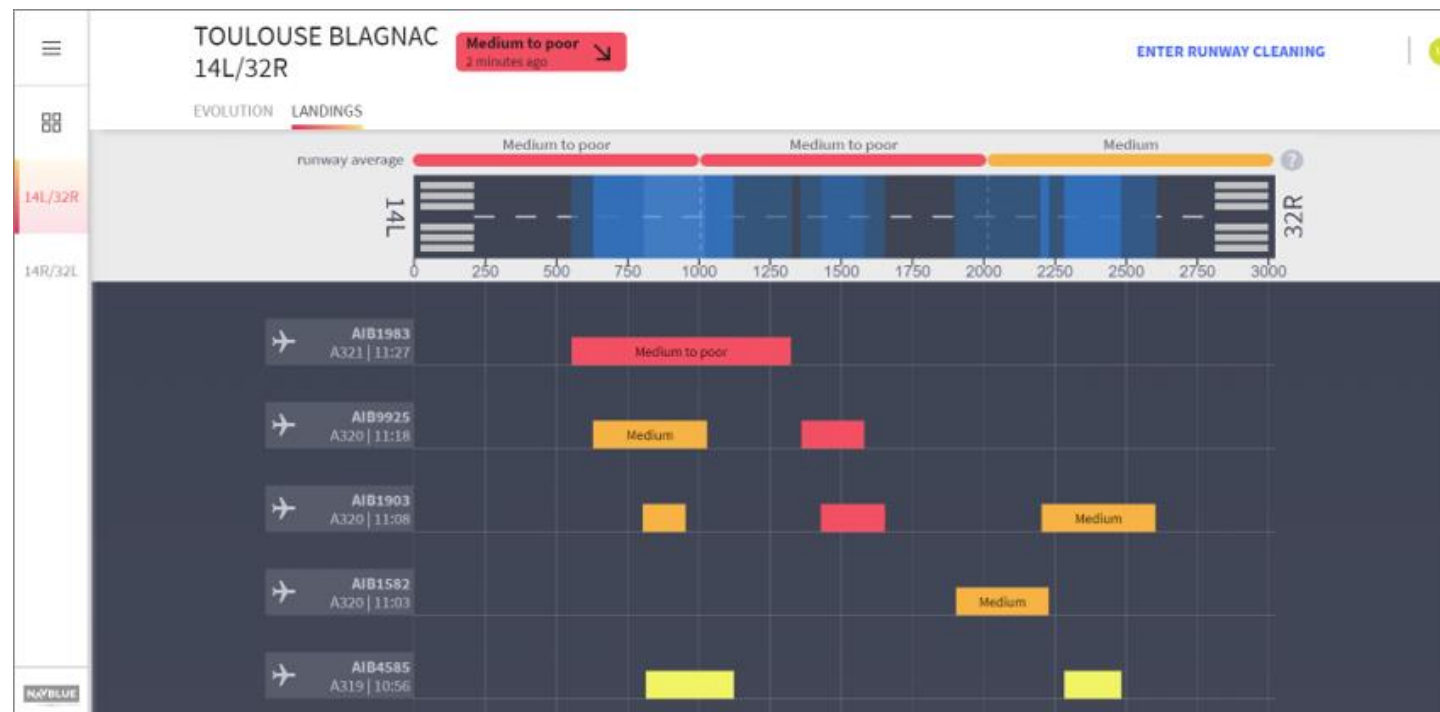 TOULOUSE BLAGNAC
14L/32R
Medium to poor
2 minutes ago
ENTER RUNWAY CLEANING
EVOLUTION LANDINGS
14L/32R
14R/32L
Medium to poor Medium to poor Medium
runway average
?
14L
32R
0 250 500 750 1000 1250 1500 1750 2000 2250 2500 2750 3000
AIB1983
A321 | 11:27
Medium to poor
AIB9925
A320 | 11:18
Medium
AIB1903
A320 | 11:08
Medium
AIB1582
A320 | 11:03
Medium
AIB4585
A319 | 10:56
NAVBLUE